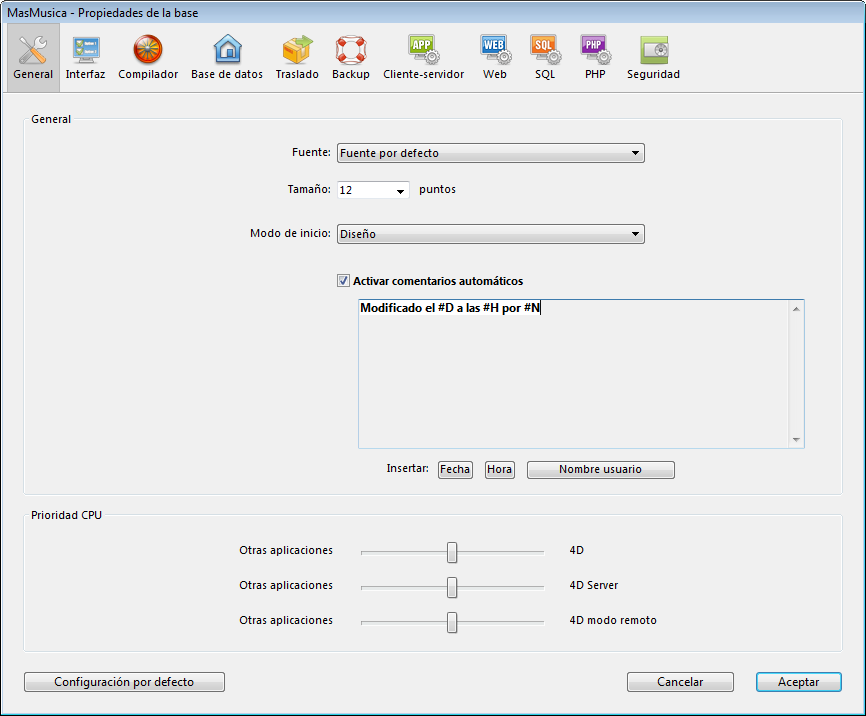 MasMusica - Propiedades de la base
APP WEB SQL PHP
General Interfaz Compilador Base de datos Traslado Backup Cliente-servidor Web SQL PHP Seguridad
General
Fuente: Fuente por defecto
Tamaño: 12 puntos
Modo de inicio: Diseño
Activar comentarios automáticos
Modificado el #D a las #H por #N
Insertar: Fecha Hora Nombre usuario
Prioridad CPU
Otras aplicaciones 4D
Otras aplicaciones 4D Server
Otras aplicaciones 4D modo remoto
Configuración por defecto Cancelar Aceptar